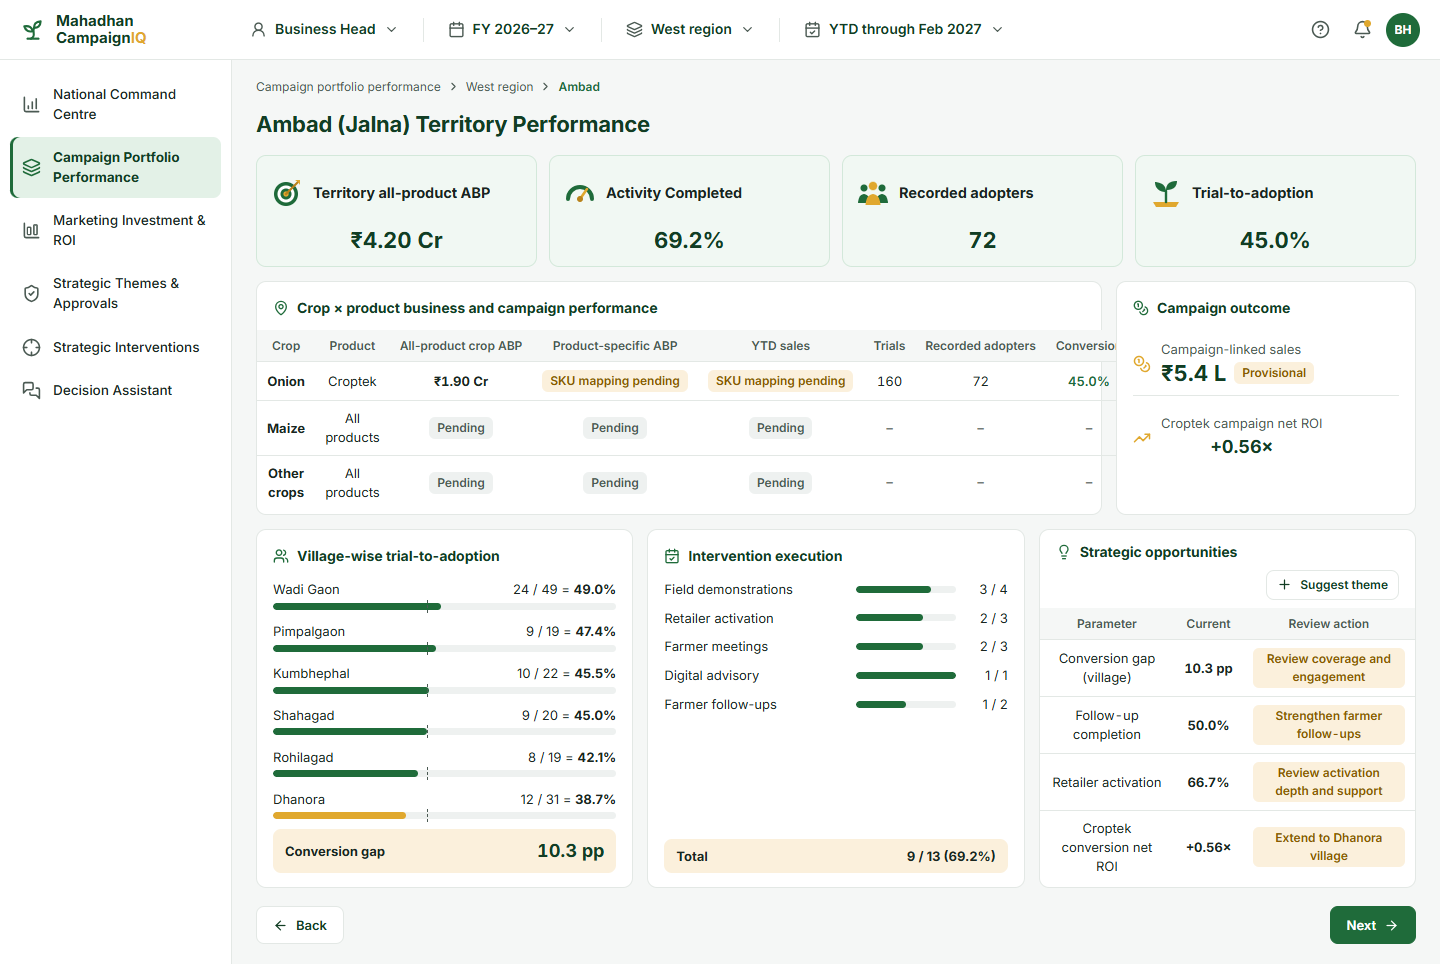 Mahadhan
CampaignIQ
Business Head
FY 2026–27
West region
YTD through Feb 2027
BH
National Command
Centre
Campaign Portfolio
Performance
Marketing Investment &
ROI
Strategic Themes &
Approvals
Strategic Interventions
Decision Assistant
Campaign portfolio performance > West region > Ambad
Ambad (Jalna) Territory Performance
Territory all-product ABP
₹4.20 Cr
Activity Completed
69.2%
Recorded adopters
72
Trial-to-adoption
45.0%
Crop × product business and campaign performance
Crop Product All-product crop ABP Product-specific ABP YTD sales Trials Recorded adopters Conversio
Onion Croptek ₹1.90 Cr SKU mapping pending SKU mapping pending 160 72 45.0%
Maize All products Pending Pending Pending – – –
Other crops All products Pending Pending Pending – – –
Campaign outcome
Campaign-linked sales
₹5.4 L Provisional
Croptek campaign net ROI
+0.56×
Village-wise trial-to-adoption
Wadi Gaon 24 / 49 = 49.0%
Pimpalgaon 9 / 19 = 47.4%
Kumbhephal 10 / 22 = 45.5%
Shahagad 9 / 20 = 45.0%
Rohilagad 8 / 19 = 42.1%
Dhanora 12 / 31 = 38.7%
Conversion gap 10.3 pp
Intervention execution
Field demonstrations 3 / 4
Retailer activation 2 / 3
Farmer meetings 2 / 3
Digital advisory 1 / 1
Farmer follow-ups 1 / 2
Total 9 / 13 (69.2%)
Strategic opportunities
+ Suggest theme
Parameter Current Review action
Conversion gap (village) 10.3 pp Review coverage and engagement
Follow-up completion 50.0% Strengthen farmer follow-ups
Retailer activation 66.7% Review activation depth and support
Croptek conversion net ROI +0.56× Extend to Dhanora village
← Back
Next →